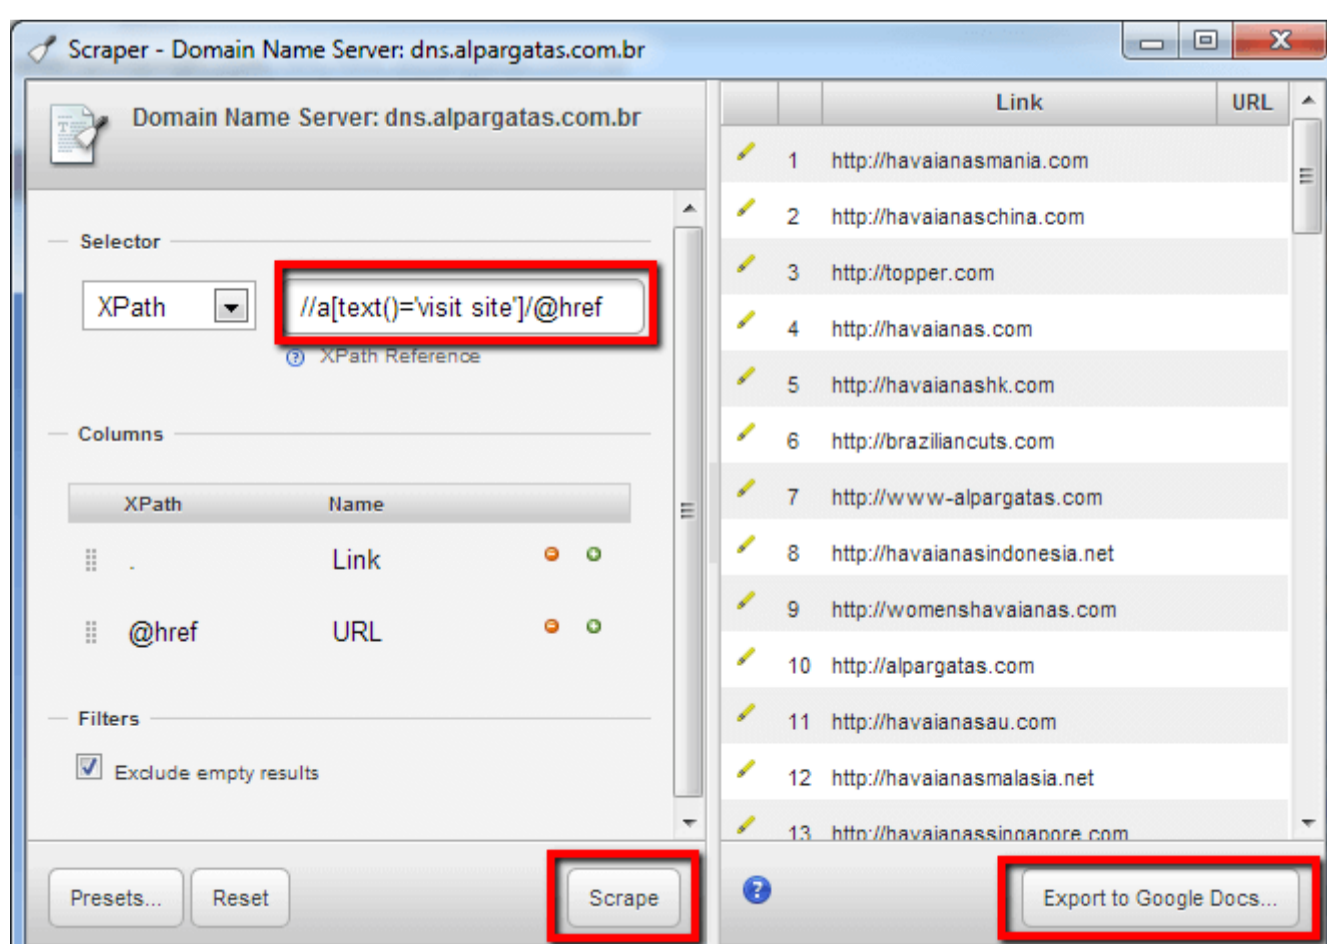 Scraper - Domain Name Server: dns.alpargatas.com.br
Domain Name Server: dns.alpargatas.com.br
Selector
XPath
//a[text()='visit site']/@href
XPath Reference
Columns
XPath Name
. Link
@href URL
Filters
Exclude empty results
Presets...
Reset
Scrape
Link URL
1 http://havaianasmania.com
2 http://havaianaschina.com
3 http://topper.com
4 http://havaianas.com
5 http://havaianashk.com
6 http://braziliancuts.com
7 http://www-alpargatas.com
8 http://havaianasindonesia.net
9 http://womenshavaianas.com
10 http://alpargatas.com
11 http://havaianasau.com
12 http://havaianasmalasia.net
13 http://havaianassingapore.com
Export to Google Docs...